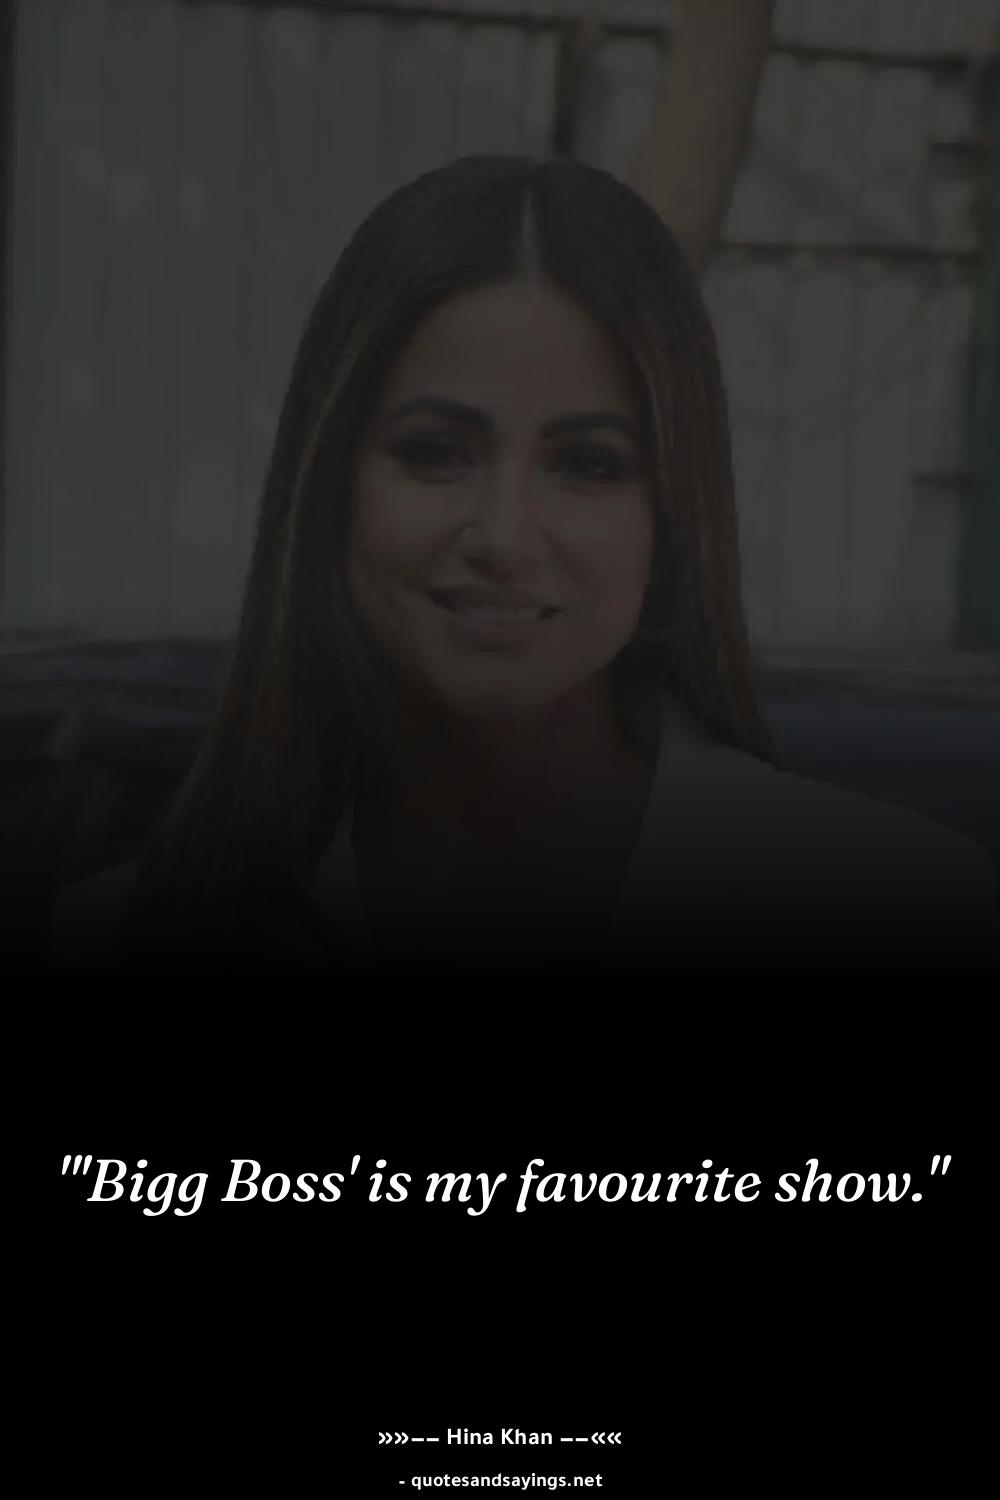 "'Bigg Boss' is my favourite show."
»»–– Hina Khan ––««
- quotesandsayings.net